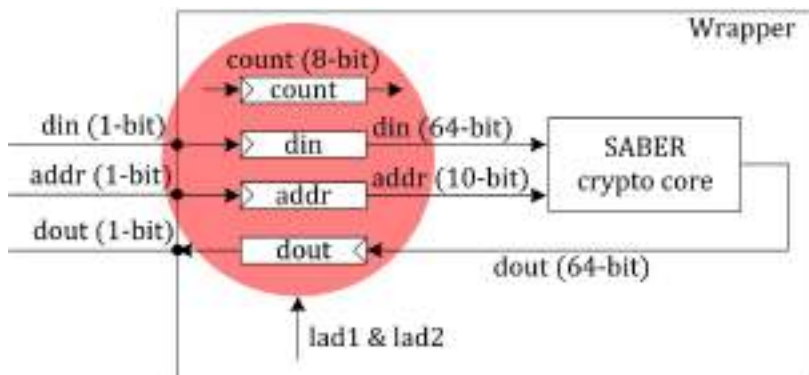 Wrapper
count (8-bit)
count
din (1-bit)
din
din (64-bit)
addr (1-bit)
addr
addr (10-bit)
SABER
crypto core
dout (1-bit)
dout
dout (64-bit)
lad1 & lad2